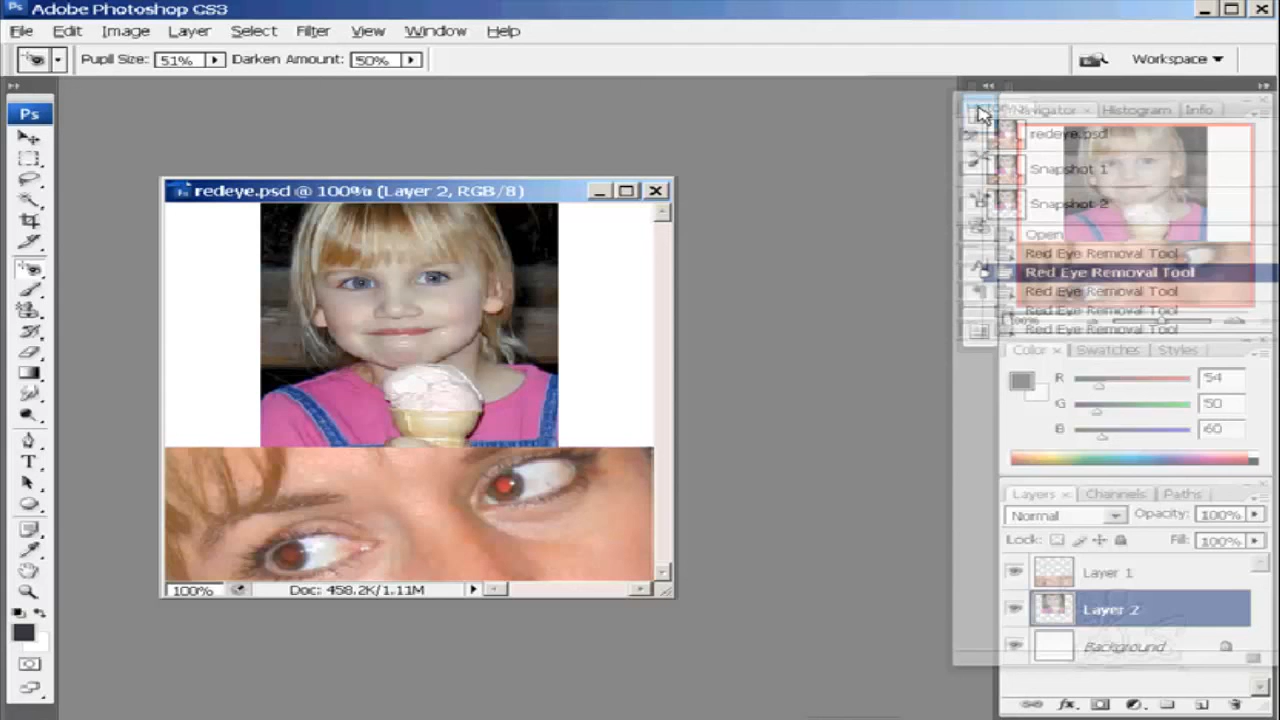 Adobe Photoshop CS3
File Edit Image Layer Select Filter View Window Help
Pupil Size: 51% Darken Amount: 50% Workspace
Ps
Navigator Histogram Info
redeye.psd
Snapshot 1
Snapshot 2
Open
Red Eye Removal Tool
Red Eye Removal Tool
Red Eye Removal Tool
Red Eye Removal Tool
Red Eye Removal Tool
redeye.psd @ 100% (Layer 2, RGB/8)
100% Doc: 458.2K/1.11M
Color Swatches Styles
R 54
G 50
B 60
Layers Channels Paths
Normal Opacity: 100%
Lock: Fill: 100%
Layer 1
Layer 2
Background